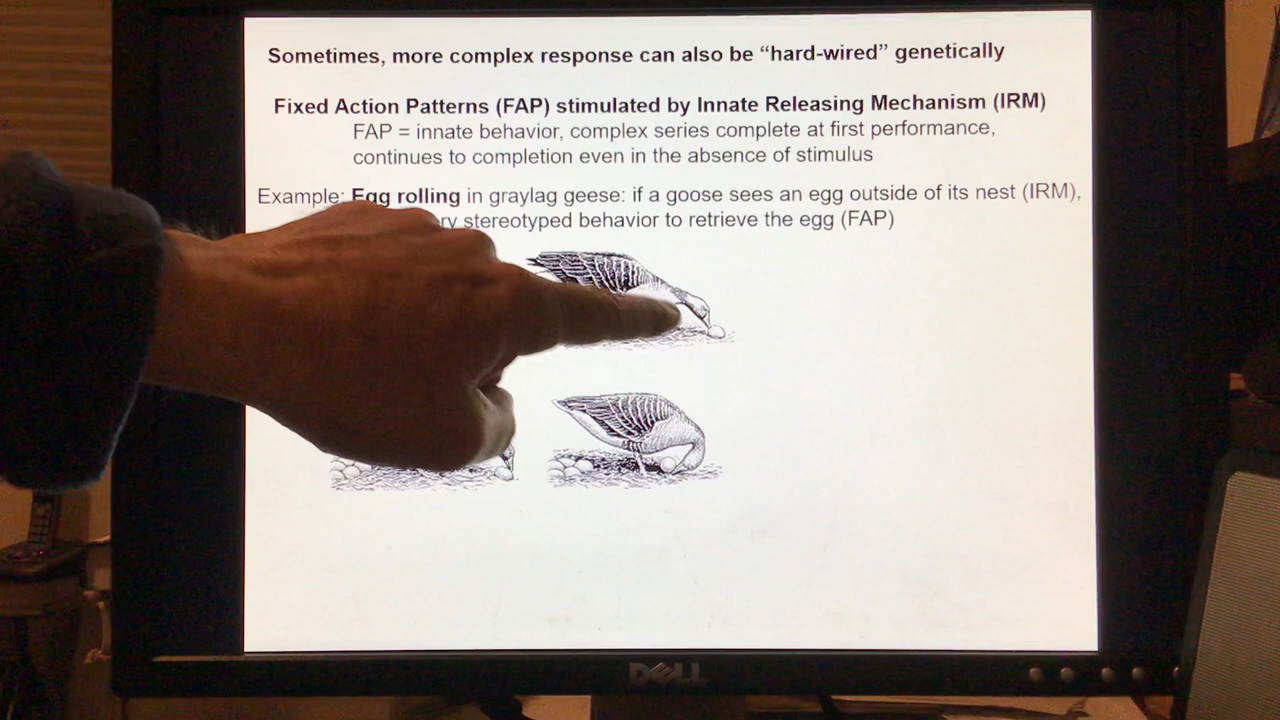 Sometimes, more complex response can also be “hard-wired” genetically
Fixed Action Patterns (FAP) stimulated by Innate Releasing Mechanism (IRM)
FAP = innate behavior, complex series complete at first performance,
continues to completion even in the absence of stimulus
Example: Egg rolling in graylag geese: if a goose sees an egg outside of its nest (IRM),
stereotyped behavior to retrieve the egg (FAP)
DELL